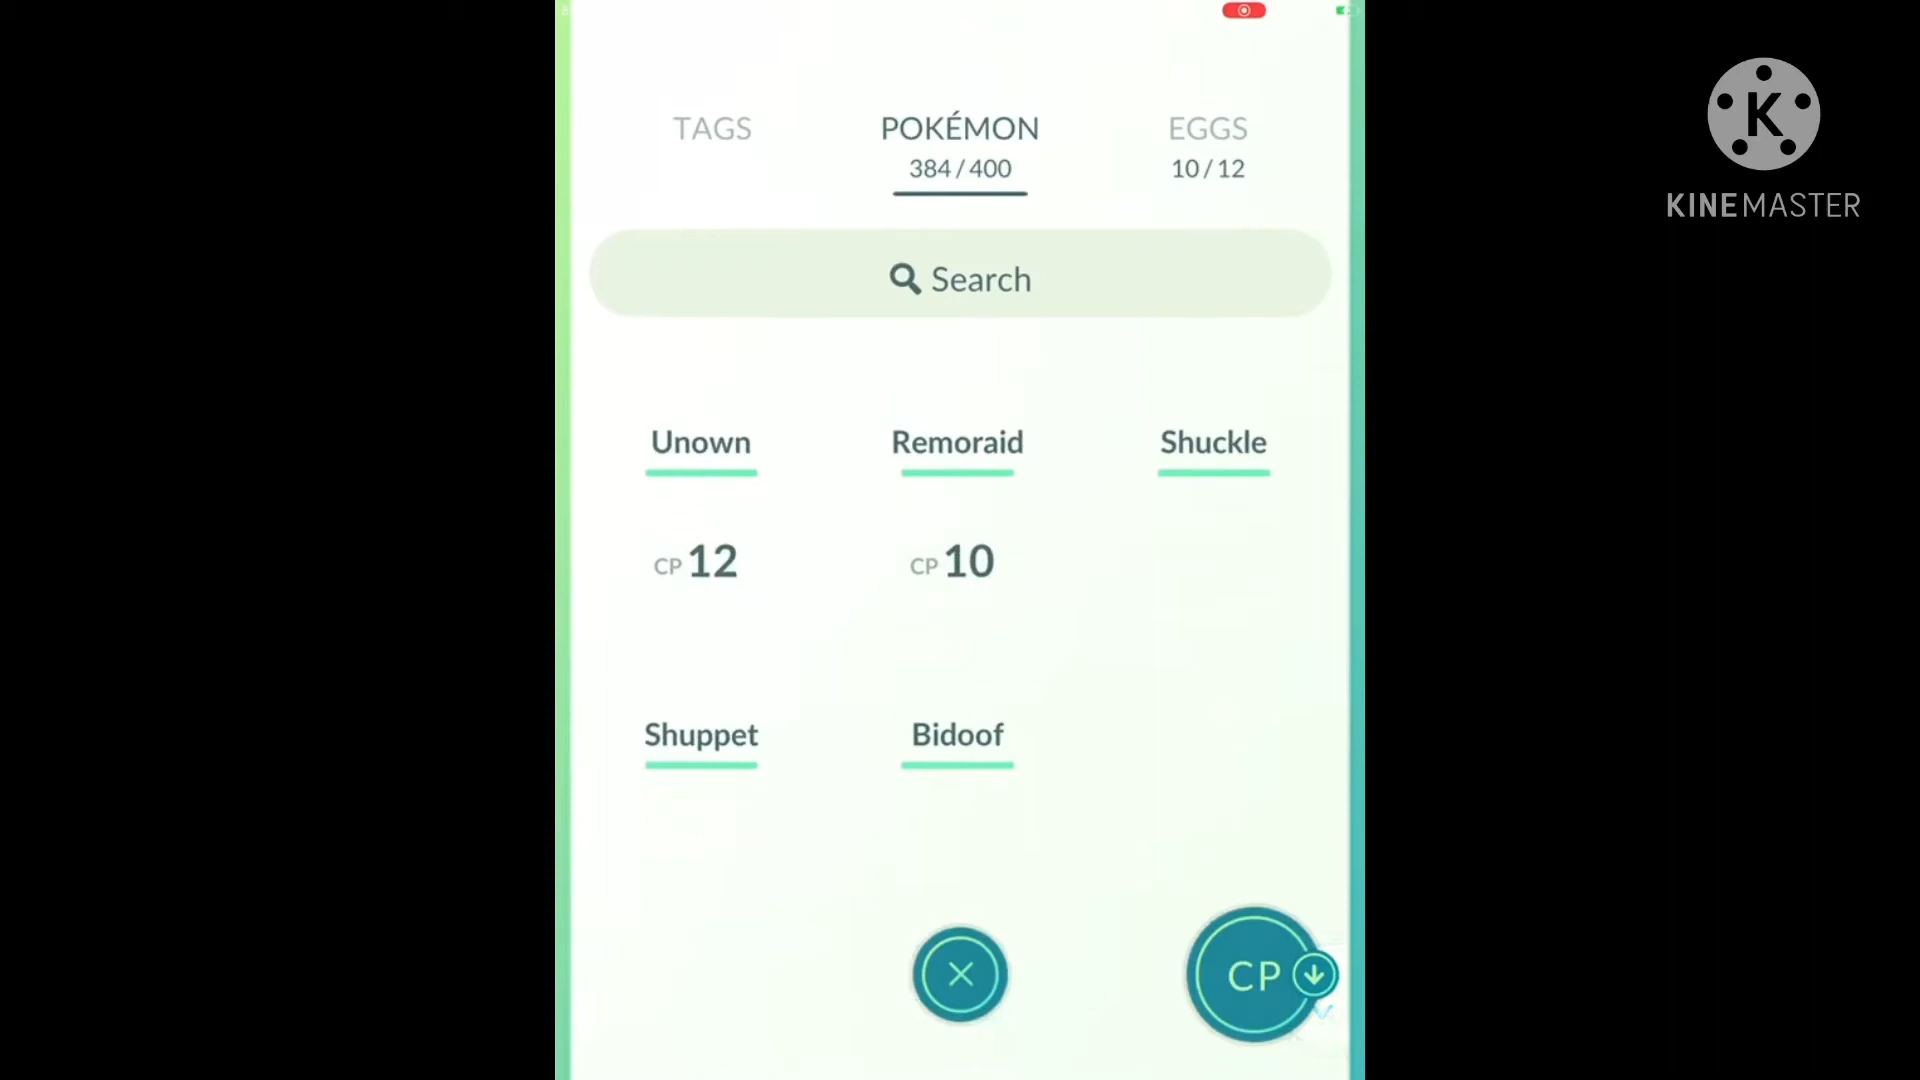 TAGS POKÉMON EGGS
384 / 400 10 / 12
Search
Unown Remoraid Shuckle
CP 12 CP 10
Shuppet Bidoof
CP
K
KINEMASTER